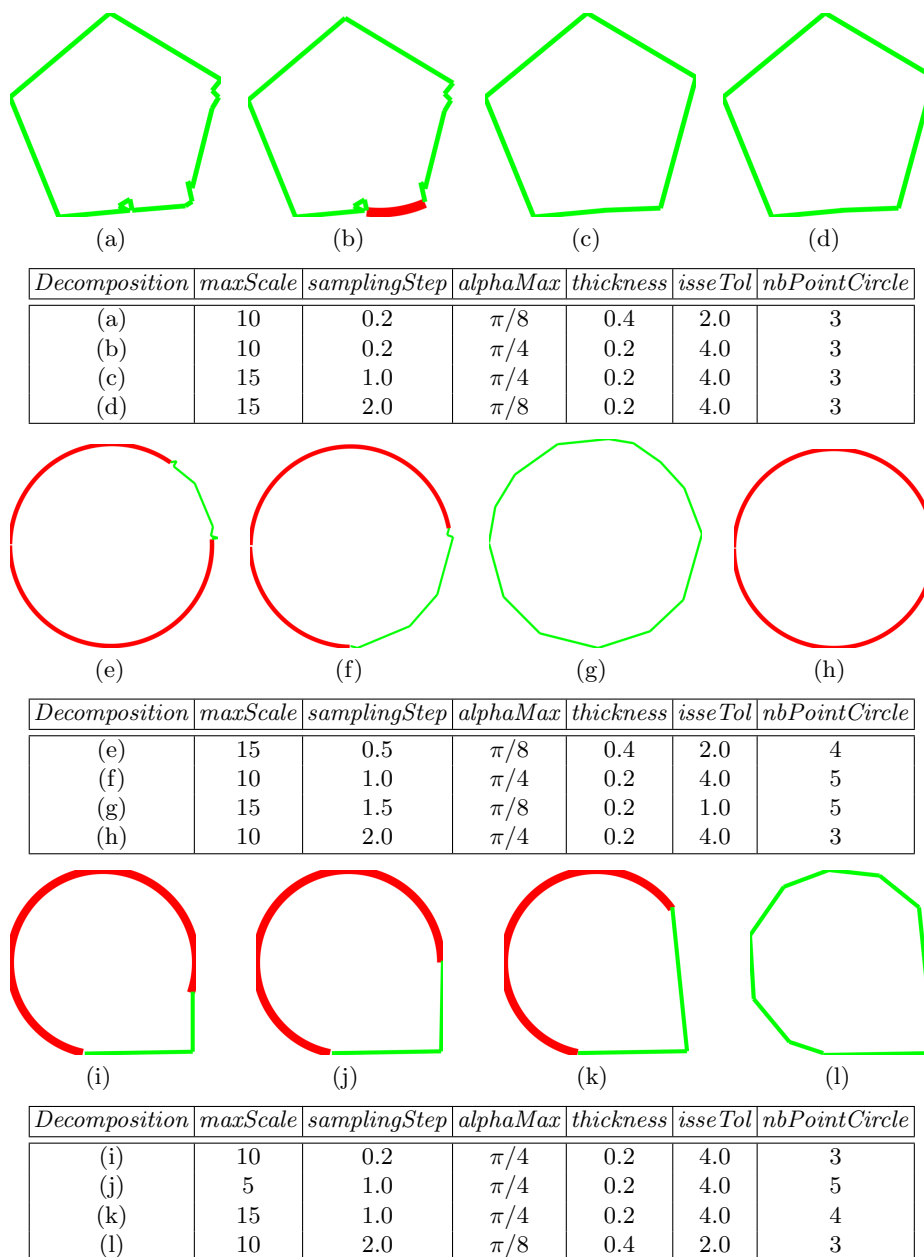 (a) (b) (c) (d)
Decomposition maxScale samplingStep alphaMax thickness isseTol nbPointCircle
(a) 10 0.2 π/8 0.4 2.0 3
(b) 10 0.2 π/4 0.2 4.0 3
(c) 15 1.0 π/4 0.2 4.0 3
(d) 15 2.0 π/8 0.2 4.0 3
(e) (f) (g) (h)
Decomposition maxScale samplingStep alphaMax thickness isseTol nbPointCircle
(e) 15 0.5 π/8 0.4 2.0 4
(f) 10 1.0 π/4 0.2 4.0 5
(g) 15 1.5 π/8 0.2 1.0 5
(h) 10 2.0 π/4 0.2 4.0 3
(i) (j) (k) (l)
Decomposition maxScale samplingStep alphaMax thickness isseTol nbPointCircle
(i) 10 0.2 π/4 0.2 4.0 3
(j) 5 1.0 π/4 0.2 4.0 5
(k) 15 1.0 π/4 0.2 4.0 4
(l) 10 2.0 π/8 0.4 2.0 3